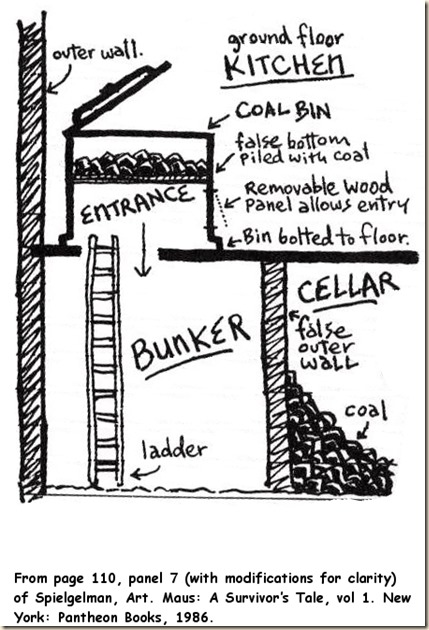 outer wall.
ground floor
KITCHEN
COAL BIN
false bottom
piled with coal
Removable wood
Panel allows entry
ENTRANCE
Bin bolted to floor.
CELLAR
false
outer
WALL
BUNKER
coal
ladder
From page 110, panel 7 (with modifications for clarity)
of Spielgelman, Art. Maus: A Survivor's Tale, vol 1. New
York: Pantheon Books, 1986.